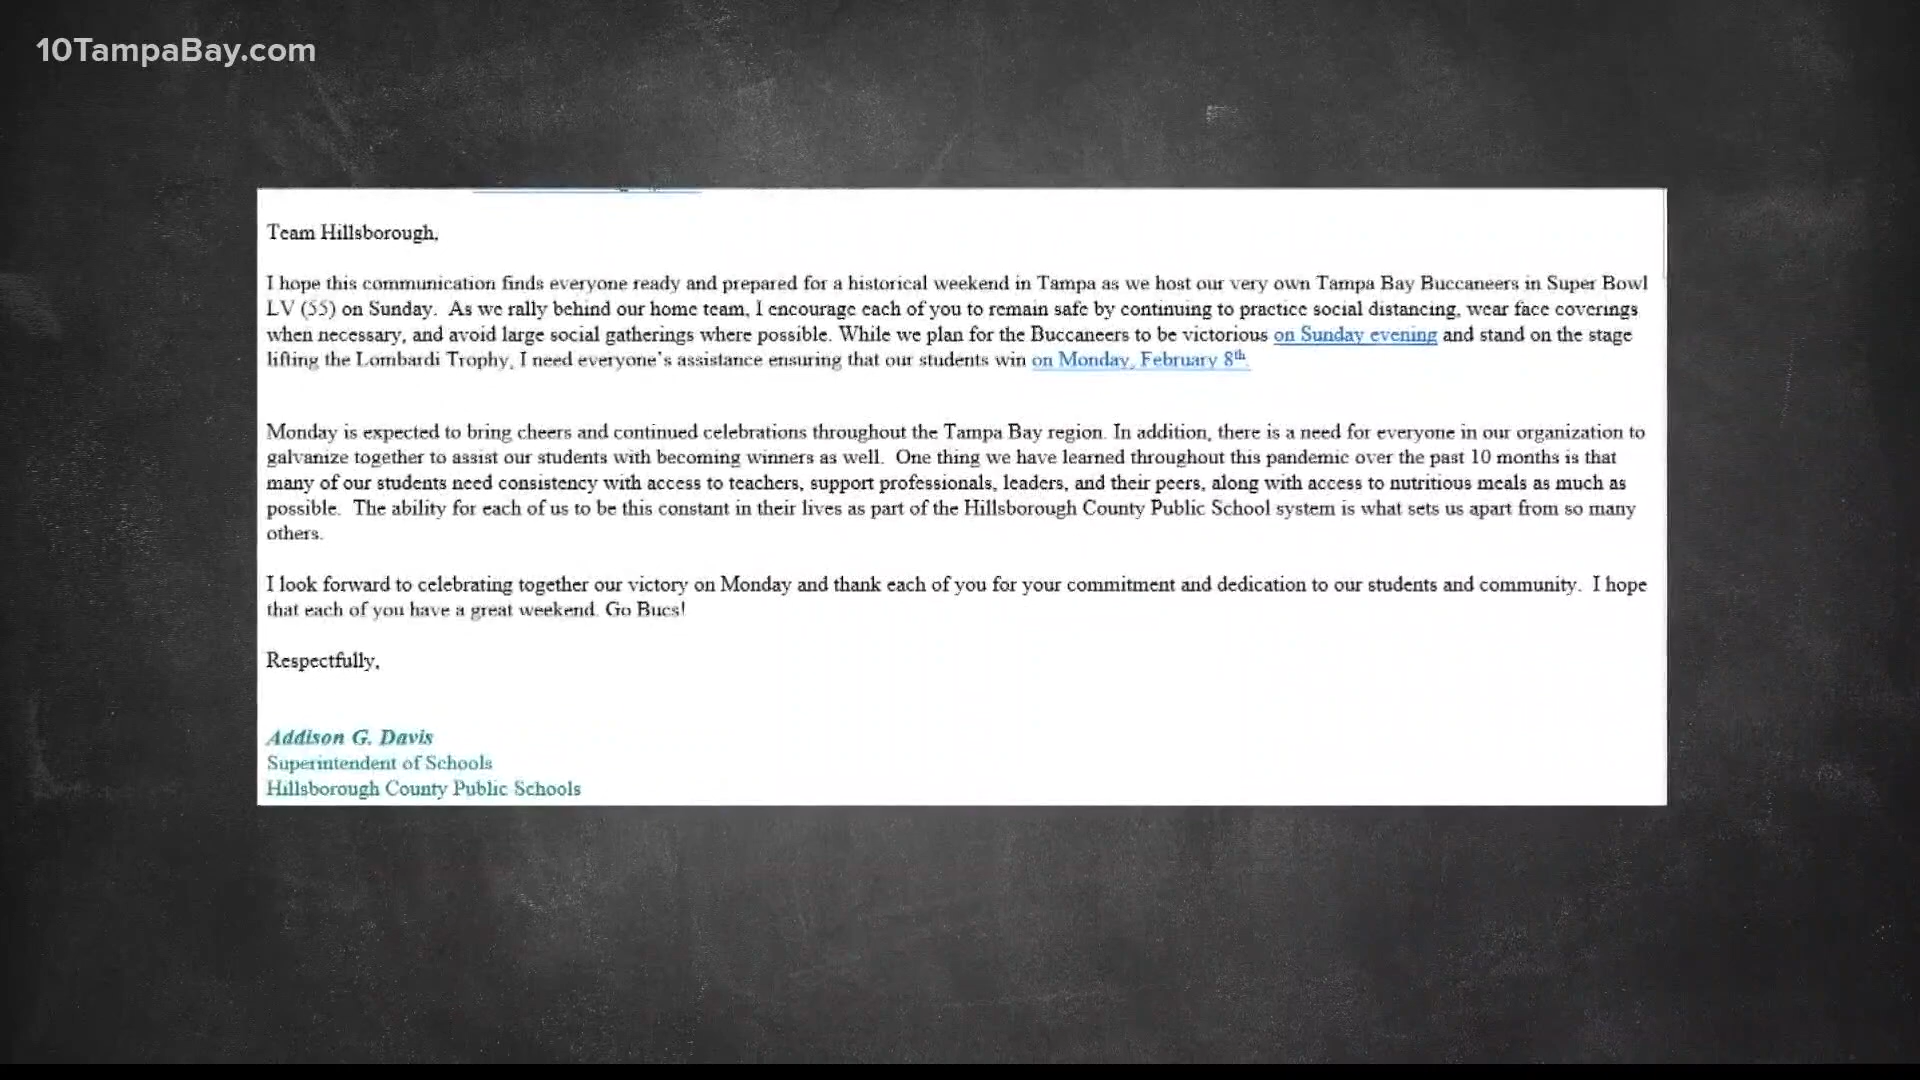 10TampaBay.com
Team Hillsborough,
I hope this communication finds everyone ready and prepared for a historical weekend in Tampa as we host our very own Tampa Bay Buccaneers in Super Bowl
LV (55) on Sunday.  As we rally behind our home team, I encourage each of you to remain safe by continuing to practice social distancing, wear face coverings
when necessary, and avoid large social gatherings where possible. While we plan for the Buccaneers to be victorious on Sunday evening and stand on the stage
lifting the Lombardi Trophy, I need everyone's assistance ensuring that our students win on Monday, February 8th.
Monday is expected to bring cheers and continued celebrations throughout the Tampa Bay region. In addition, there is a need for everyone in our organization to
galvanize together to assist our students with becoming winners as well.  One thing we have learned throughout this pandemic over the past 10 months is that
many of our students need consistency with access to teachers, support professionals, leaders, and their peers, along with access to nutritious meals as much as
possible.  The ability for each of us to be this constant in their lives as part of the Hillsborough County Public School system is what sets us apart from so many
others.
I look forward to celebrating together our victory on Monday and thank each of you for your commitment and dedication to our students and community.  I hope
that each of you have a great weekend. Go Bucs!
Respectfully,
Addison G. Davis
Superintendent of Schools
Hillsborough County Public Schools